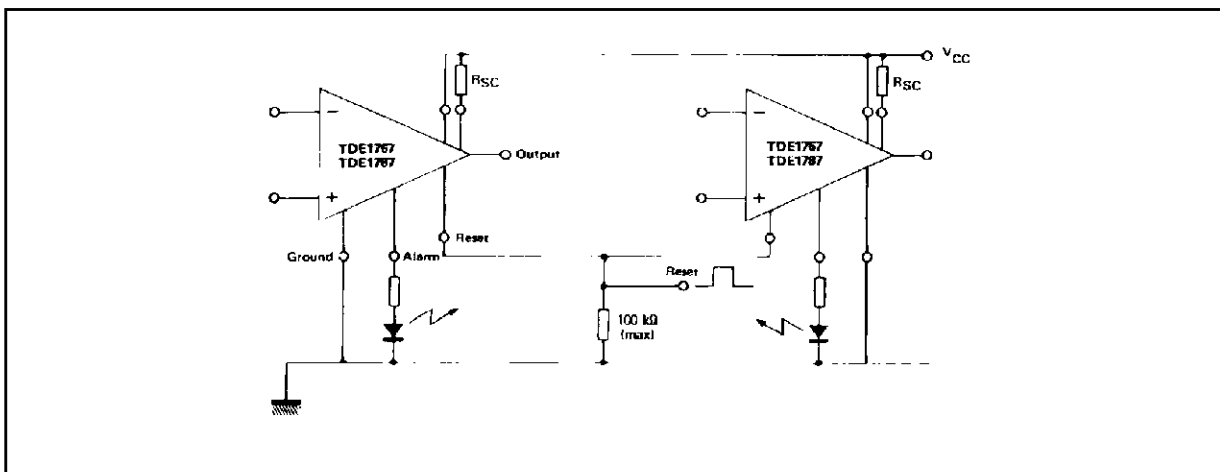 VCC
RSC
RSC
−
−
TDE1767
TDE1787
Output
TDE1767
TDE1787
+
+
Reset
Ground
Alarm
Reset
100 kΩ
(max)